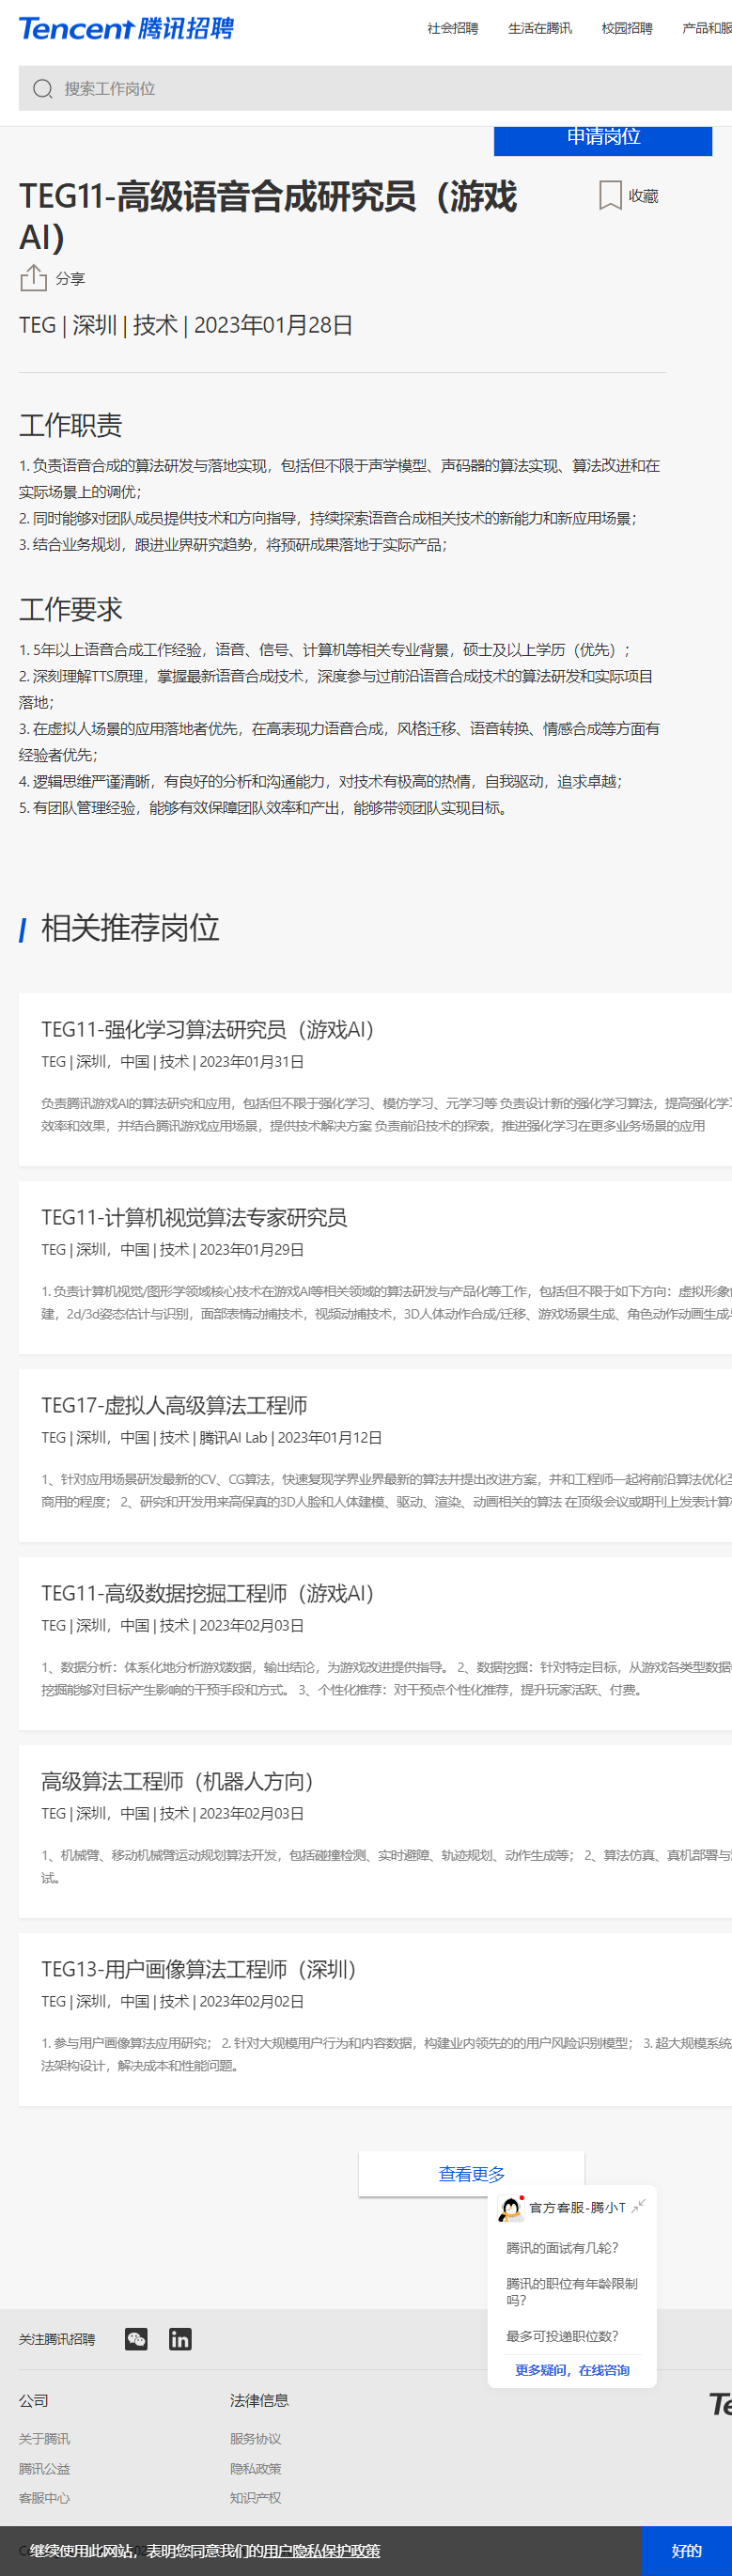 Tencent 腾讯招聘
社会招聘 生活在腾讯 校园招聘 产品和服
搜索工作岗位
申请岗位
TEG11-高级语音合成研究员（游戏
AI）
收藏
分享
TEG | 深圳 | 技术 | 2023年01月28日
工作职责
1. 负责语音合成的算法研发与落地实现，包括但不限于声学模型、声码器的算法实现、算法改进和在
实际场景上的调优；
2. 同时能够对团队成员提供技术和方向指导，持续探索语音合成相关技术的新能力和新应用场景；
3. 结合业务规划，跟进业界研究趋势，将预研成果落地于实际产品；
工作要求
1. 5年以上语音合成工作经验，语音、信号、计算机等相关专业背景，硕士及以上学历（优先）；
2. 深刻理解TTS原理，掌握最新语音合成技术，深度参与过前沿语音合成技术的算法研发和实际项目
落地；
3. 在虚拟人场景的应用落地者优先，在高表现力语音合成，风格迁移、语音转换、情感合成等方面有
经验者优先；
4. 逻辑思维严谨清晰，有良好的分析和沟通能力，对技术有极高的热情，自我驱动，追求卓越；
5. 有团队管理经验，能够有效保障团队效率和产出，能够带领团队实现目标。
相关推荐岗位
TEG11-强化学习算法研究员（游戏AI）
TEG | 深圳，中国 | 技术 | 2023年01月31日
负责腾讯游戏AI的算法研究和应用，包括但不限于强化学习、模仿学习、元学习等 负责设计新的强化学习算法，提高强化学习
效率和效果，并结合腾讯游戏应用场景，提供技术解决方案 负责前沿技术的探索，推进强化学习在更多业务场景的应用
TEG11-计算机视觉算法专家研究员
TEG | 深圳，中国 | 技术 | 2023年01月29日
1. 负责计算机视觉/图形学领域核心技术在游戏AI等相关领域的算法研发与产品化等工作，包括但不限于如下方向：虚拟形象
建，2d/3d姿态估计与识别，面部表情动捕技术，视频动捕技术，3D人体动作合成/迁移、游戏场景生成、角色动作动画生成
TEG17-虚拟人高级算法工程师
TEG | 深圳，中国 | 技术 | 腾讯AI Lab | 2023年01月12日
1、针对应用场景研发最新的CV、CG算法，快速复现学界业界最新的算法并提出改进方案，并和工程师一起将前沿算法优化至
商用的程度； 2、研究和开发用来高保真的3D人脸和人体建模、驱动、渲染、动画相关的算法 在顶级会议或期刊上发表计算
TEG11-高级数据挖掘工程师（游戏AI）
TEG | 深圳，中国 | 技术 | 2023年02月03日
1、数据分析：体系化地分析游戏数据，输出结论，为游戏改进提供指导。 2、数据挖掘：针对特定目标，从游戏各类型数据
挖掘能够对目标产生影响的干预手段和方式。 3、个性化推荐：对干预点个性化推荐，提升玩家活跃、付费。
高级算法工程师（机器人方向）
TEG | 深圳，中国 | 技术 | 2023年02月03日
1、机械臂、移动机械臂运动规划算法开发，包括碰撞检测、实时避障、轨迹规划、动作生成等； 2、算法仿真、真机部署与
试。
TEG13-用户画像算法工程师（深圳）
TEG | 深圳，中国 | 技术 | 2023年02月02日
1. 参与用户画像算法应用研究； 2. 针对大规模用户行为和内容数据，构建业内领先的的用户风险识别模型； 3. 超大规模系统
法架构设计，解决成本和性能问题。
查看更多
官方客服-腾小T
腾讯的面试有几轮？
腾讯的职位有年龄限制
吗？
最多可投递职位数？
更多疑问，在线咨询
关注腾讯招聘
公司 法律信息
关于腾讯 服务协议
腾讯公益 隐私政策
客服中心 知识产权
继续使用此网站，表明您同意我们的用户隐私保护政策 好的